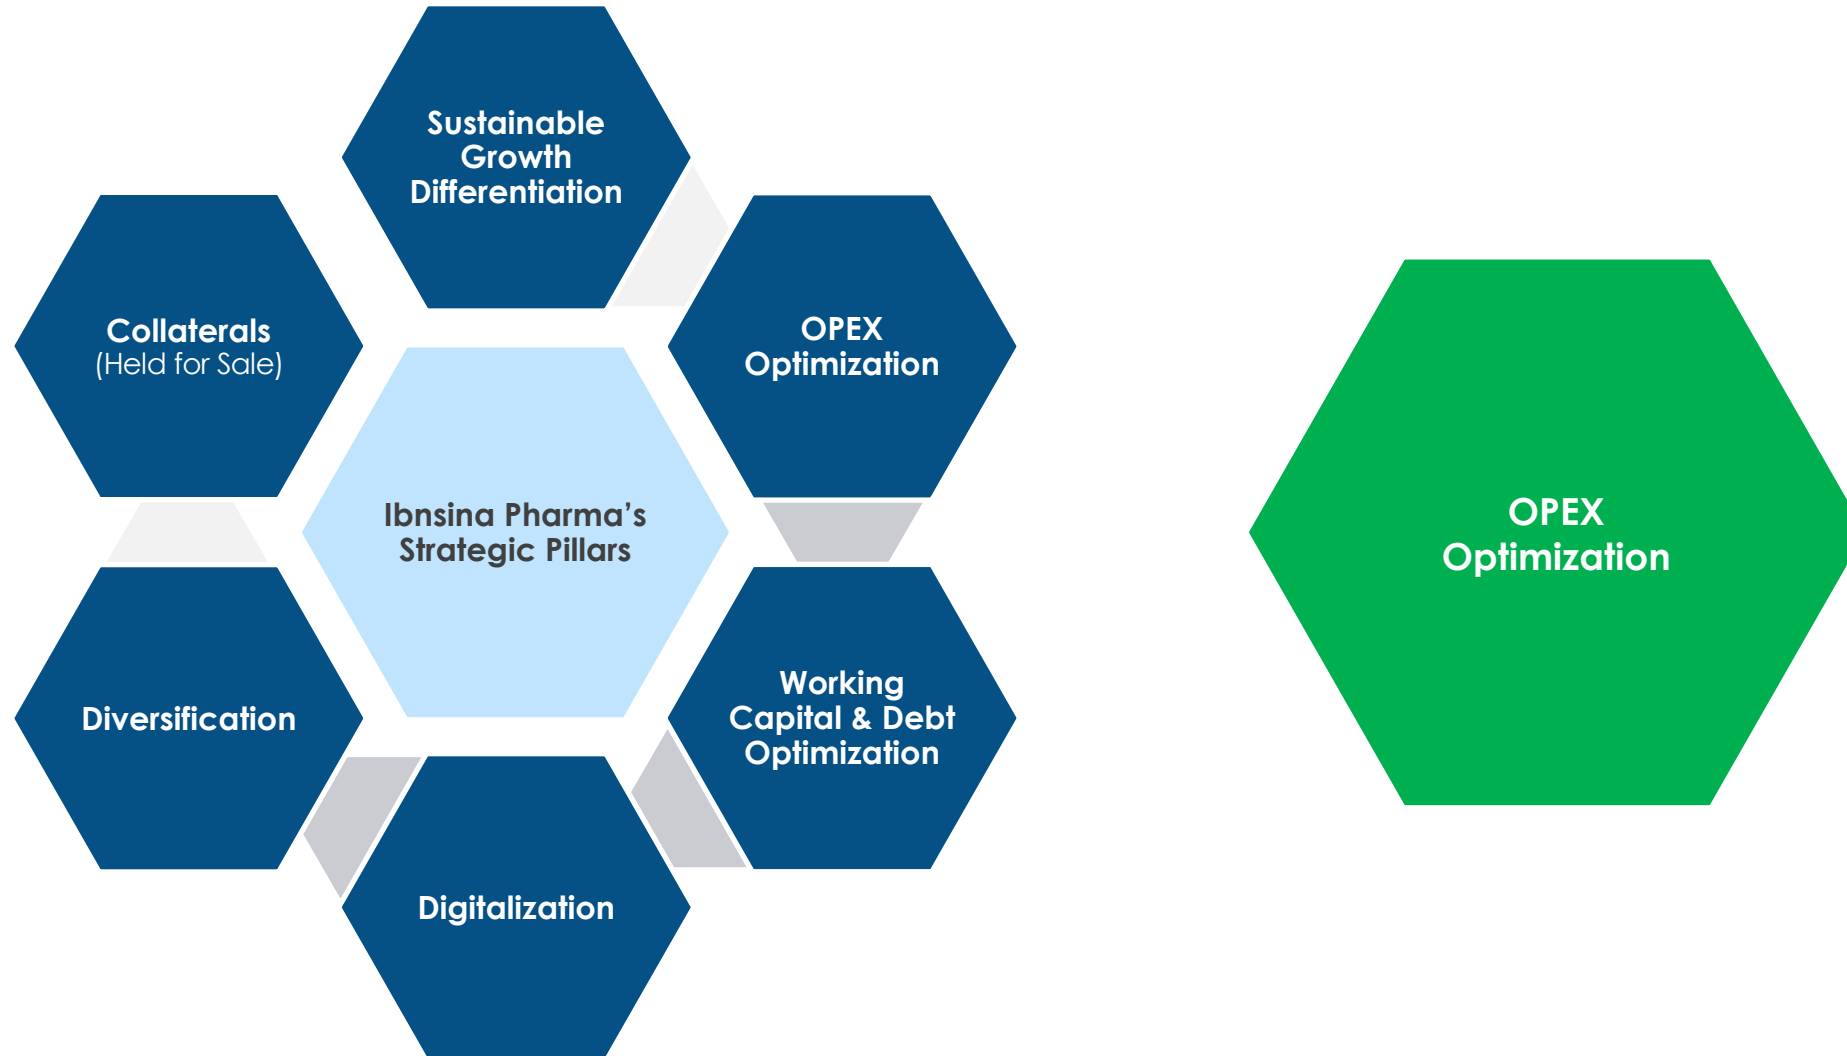 Sustainable
Growth
Differentiation
Collaterals
(Held for Sale)
OPEX
Optimization
Ibnsina Pharma’s
Strategic Pillars
OPEX
Optimization
Working
Capital & Debt
Optimization
Diversification
Digitalization